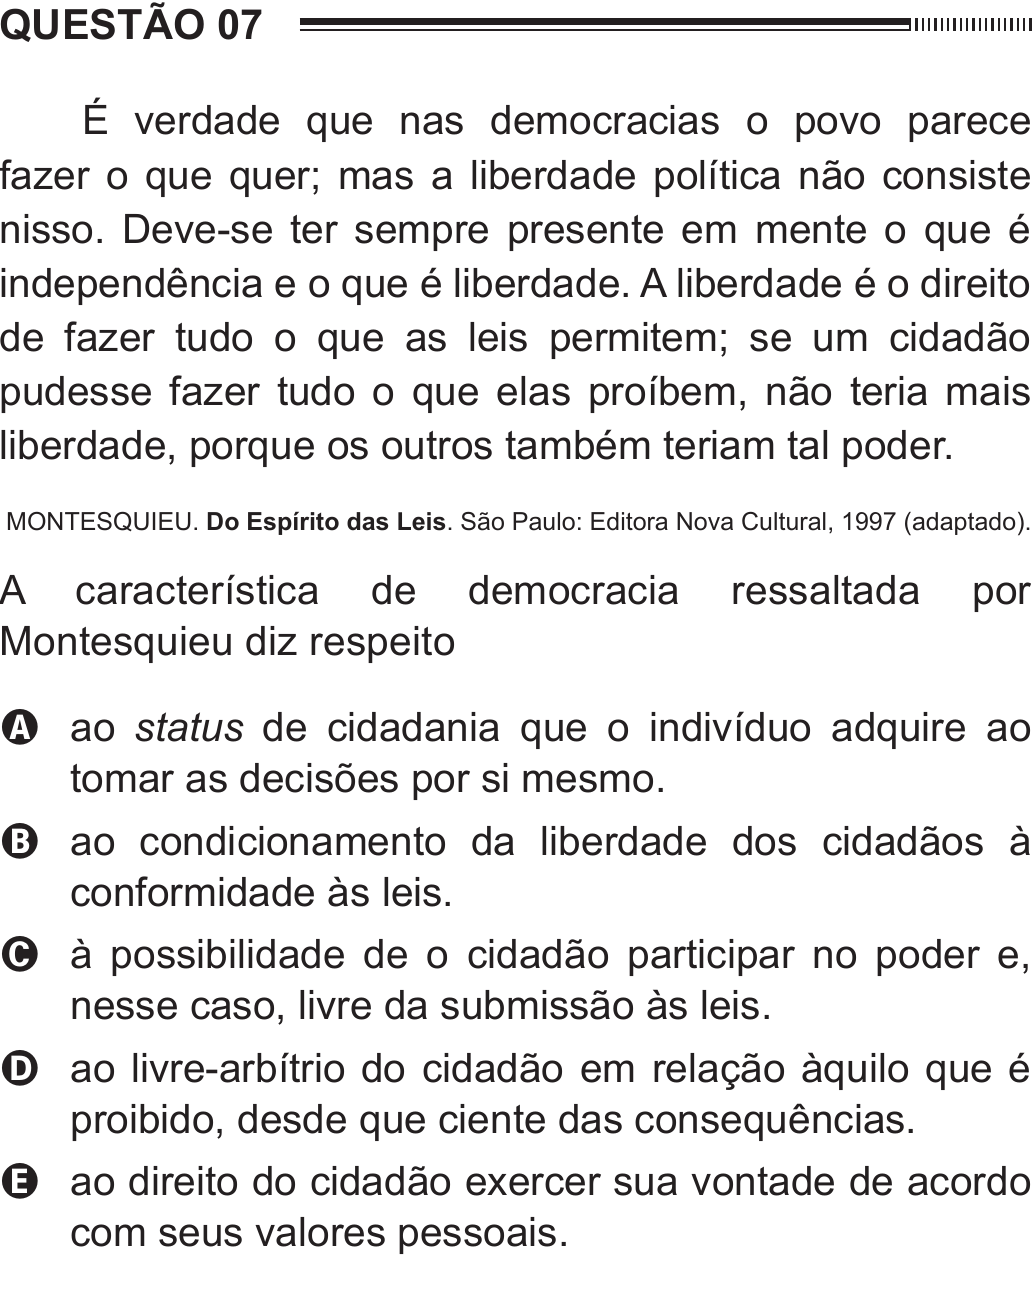 QUESTÃO 07
É verdade que nas democracias o povo parece
fazer o que quer; mas a liberdade política não consiste
nisso. Deve-se ter sempre presente em mente o que é
independência e o que é liberdade. A liberdade é o direito
de fazer tudo o que as leis permitem; se um cidadão
pudesse fazer tudo o que elas proíbem, não teria mais
liberdade, porque os outros também teriam tal poder.
MONTESQUIEU. Do Espírito das Leis. São Paulo: Editora Nova Cultural, 1997 (adaptado).
A característica de democracia ressaltada por
Montesquieu diz respeito
A ao status de cidadania que o indivíduo adquire ao
tomar as decisões por si mesmo.
B ao condicionamento da liberdade dos cidadãos à
conformidade às leis.
C à possibilidade de o cidadão participar no poder e,
nesse caso, livre da submissão às leis.
D ao livre-arbítrio do cidadão em relação àquilo que é
proibido, desde que ciente das consequências.
E ao direito do cidadão exercer sua vontade de acordo
com seus valores pessoais.